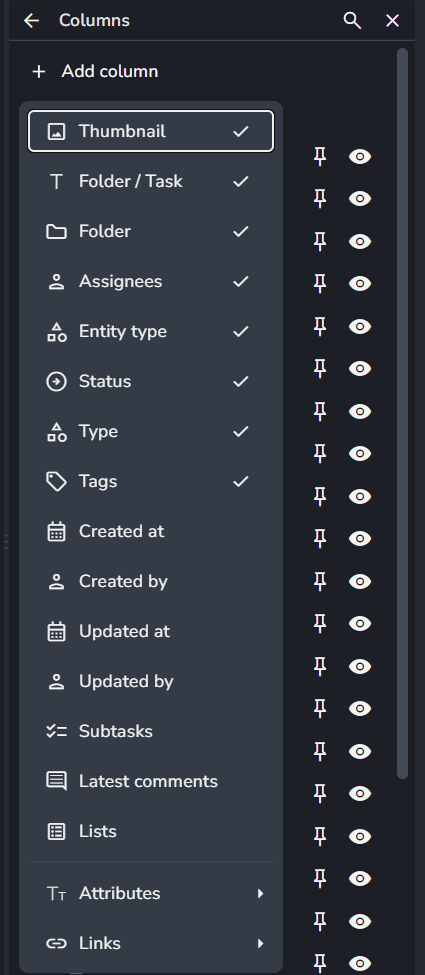 Columns
Add column
Thumbnail
Folder / Task
Folder
Assignees
Entity type
Status
Type
Tags
Created at
Created by
Updated at
Updated by
Subtasks
Latest comments
Lists
Attributes
Links